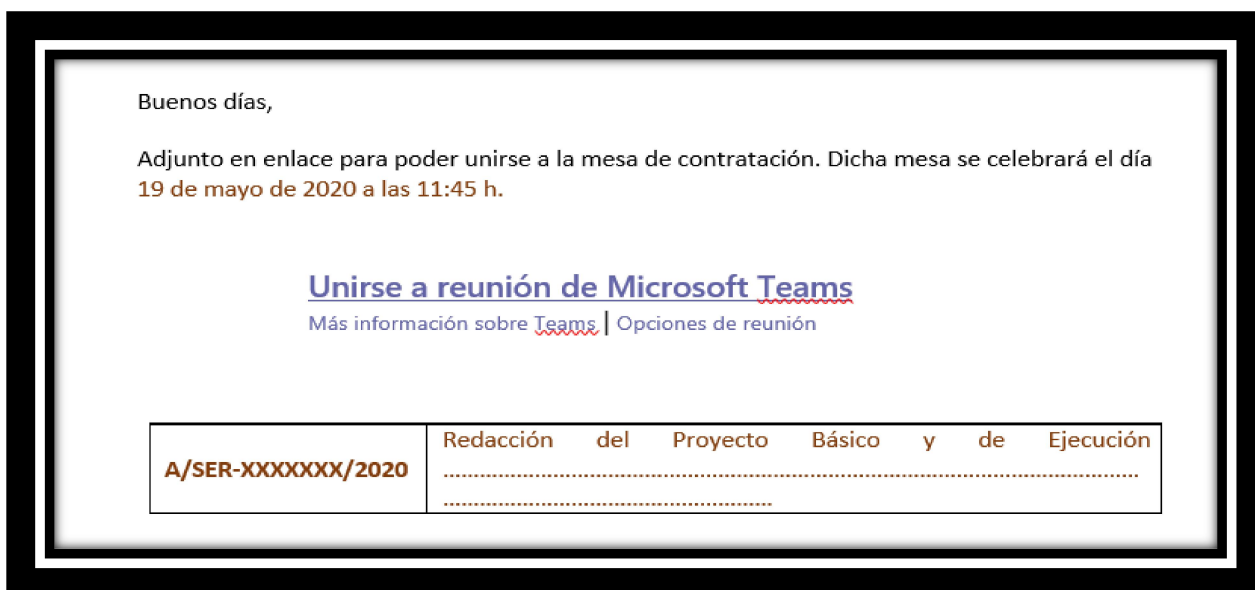 Buenos días,
Adjunto en enlace para poder unirse a la mesa de contratación. Dicha mesa se celebrará el día
19 de mayo de 2020 a las 11:45 h.
Unirse a reunión de Microsoft Teams
Más información sobre Teams | Opciones de reunión
A/SER-XXXXXXX/2020
Redacción del Proyecto Básico y de Ejecución
....................................................................................................................
.......................................................